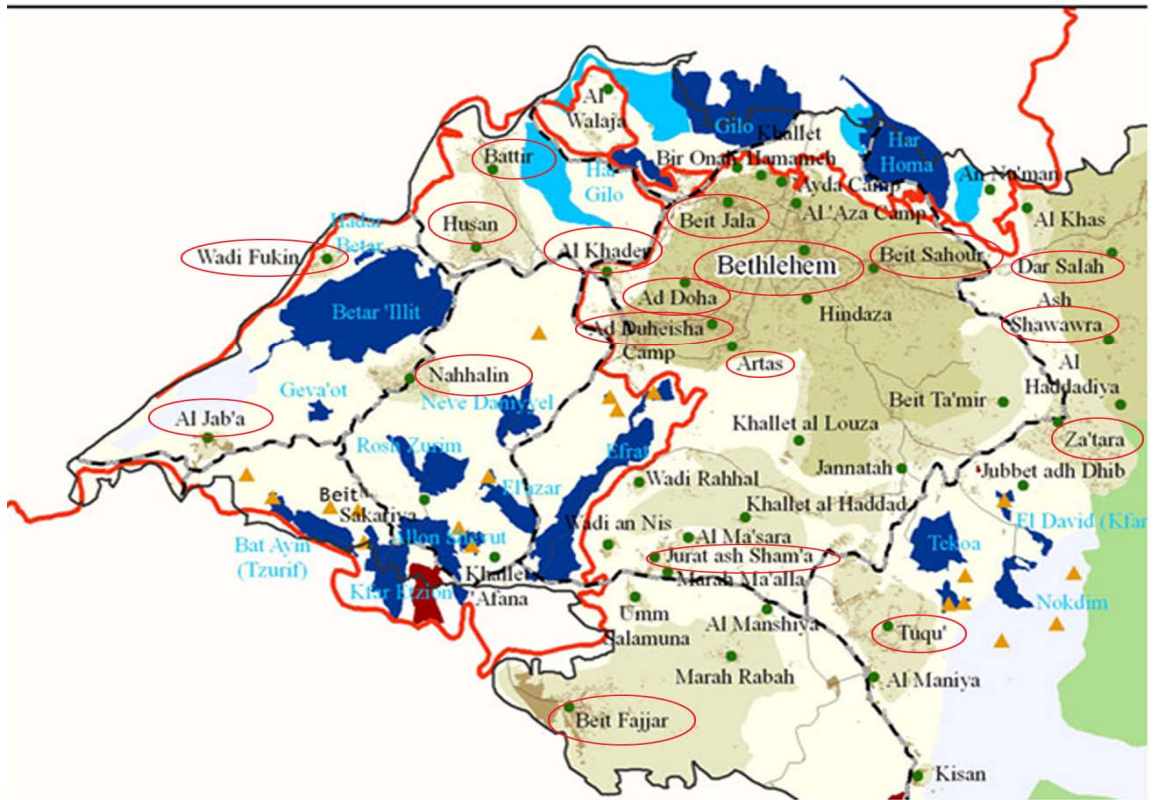 Al
Walaja
Gilo
Khallet
Hamameh
Har
Homa
Battir
Har
Gilo
Bir Onah
Ayda Camp
An Nu'man
Hadar
Betar
Husan
Beit Jala
Al 'Aza Camp
Al Khas
Wadi Fukin
Al Khader
Bethlehem
Beit Sahour
Dar Salah
Ad Doha
Betar 'Illit
Hindaza
Ash
Shawawra
Ad Duheisha
Camp
Artas
Al
Haddadiya
Nahhalin
Geva'ot
Neve Daniyyel
Beit Ta'mir
Al Jab'a
Khallet al Louza
Za'tara
Rosh Zurim
Efrat
Jannatah
Jubbet adh Dhib
El'azar
Wadi Rahhal
Beit
Sakariya
Khallet al Haddad
El David (Kfar
Wadi an Nis
Bat Ayin
(Tzurif)
Allon Shevut
Al Ma'sara
Tekoa
Jurat ash Sham'a
Khallet
'Afana
Marah Ma'alla
Kfar Etzion
Nokdim
Umm
Salamuna
Al Manshiya
Tuqu'
Marah Rabah
Al Maniya
Beit Fajjar
Kisan